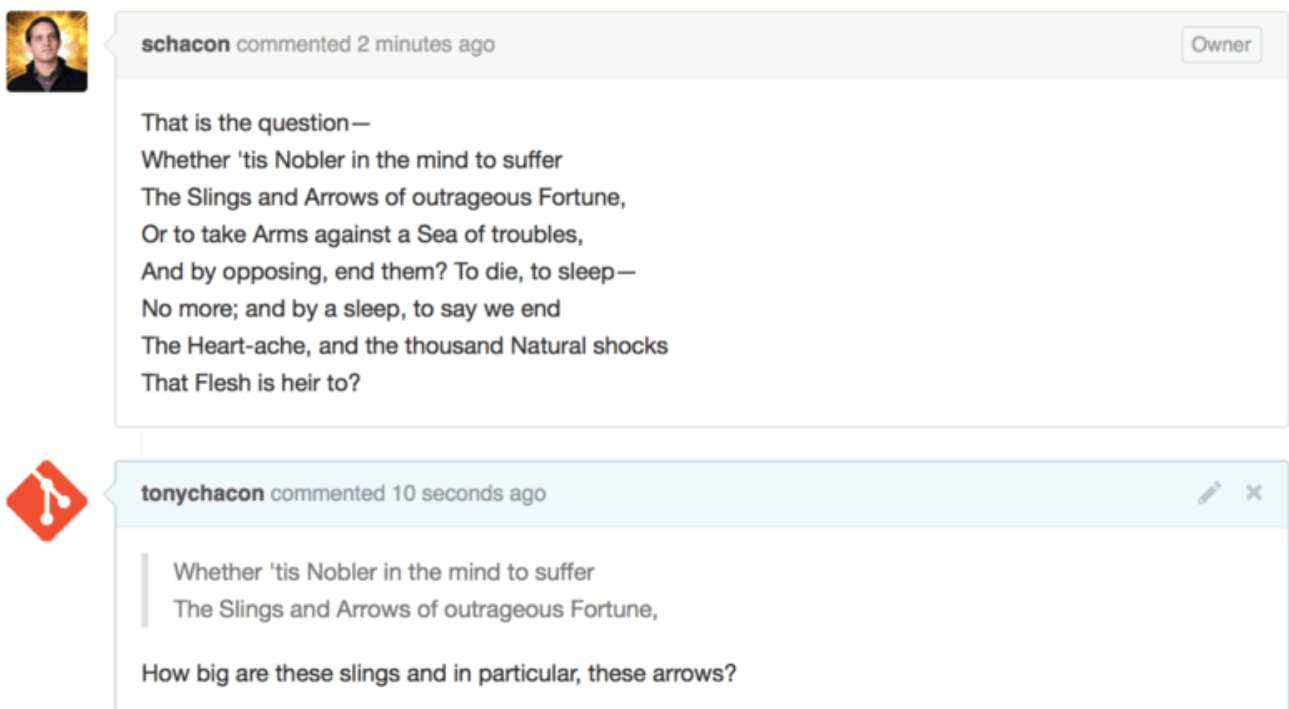 schacon commented 2 minutes ago
Owner
That is the question—
Whether 'tis Nobler in the mind to suffer
The Slings and Arrows of outrageous Fortune,
Or to take Arms against a Sea of troubles,
And by opposing, end them? To die, to sleep—
No more; and by a sleep, to say we end
The Heart-ache, and the thousand Natural shocks
That Flesh is heir to?
tonychacon commented 10 seconds ago
Whether 'tis Nobler in the mind to suffer
The Slings and Arrows of outrageous Fortune,
How big are these slings and in particular, these arrows?